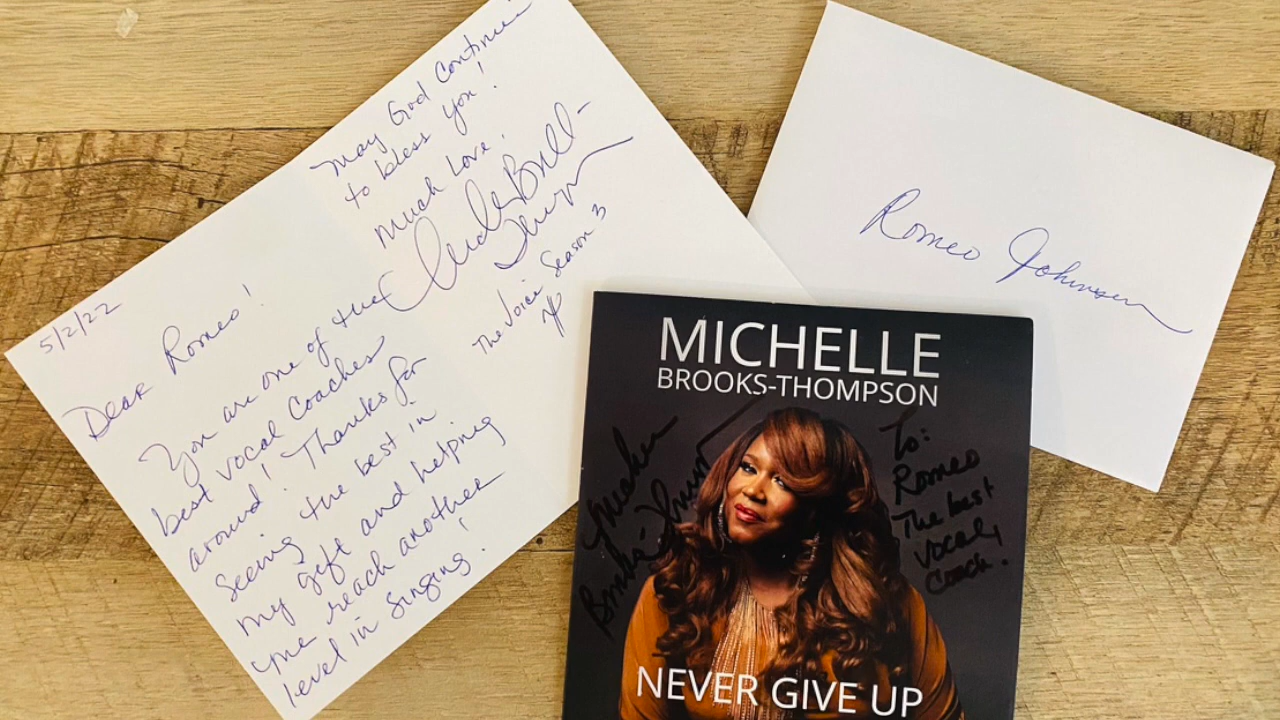 5/2/22
Dear Romeo!
You are one of the
best vocal Coaches
around! Thanks for
seeing the best in
my gift and helping
me reach another
level in singing!
May God Continue
to bless you!
Much Love,
The Voice Season 3
Romeo Johnson
MICHELLE
BROOKS-THOMPSON
To:
Romeo
The best
vocal
Coach!
NEVER GIVE UP